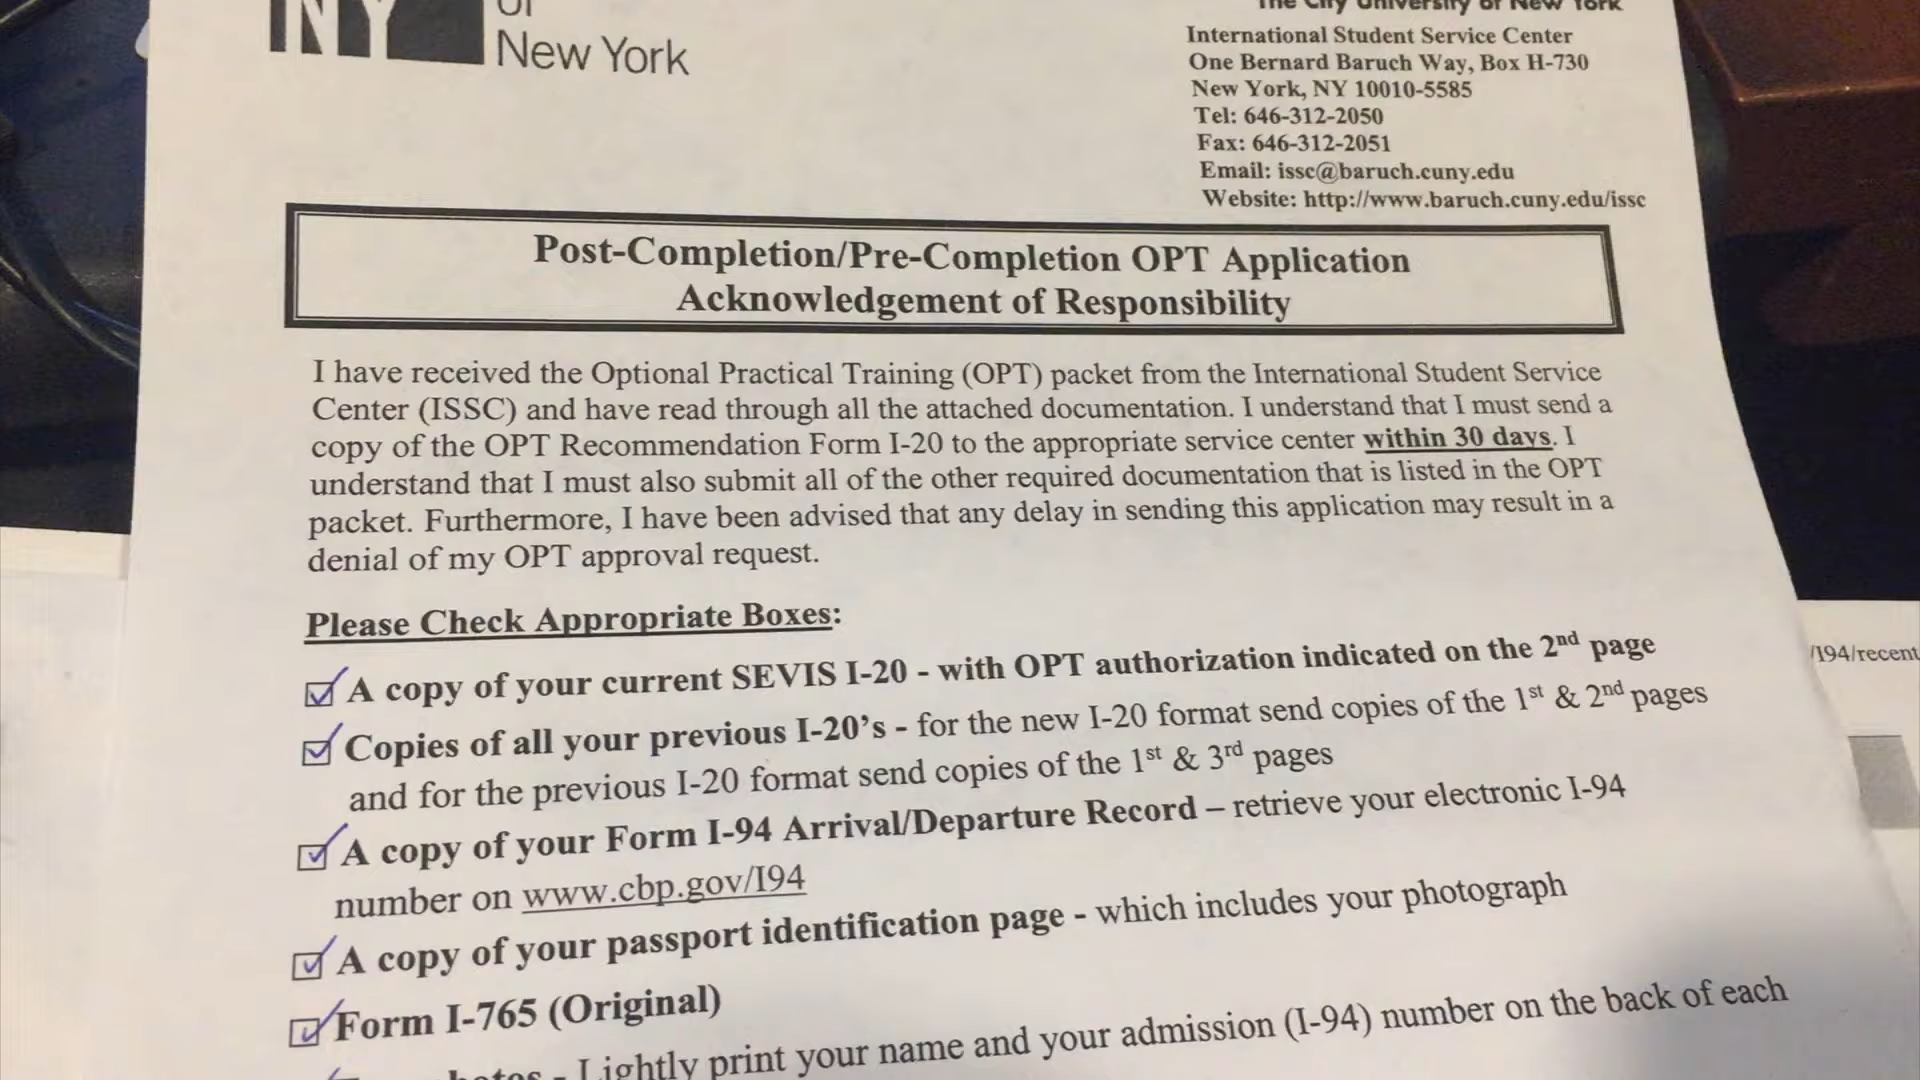 NY
of
New York
The City University of New York
International Student Service Center
One Bernard Baruch Way, Box H-730
New York, NY 10010-5585
Tel: 646-312-2050
Fax: 646-312-2051
Email: issc@baruch.cuny.edu
Website: http://www.baruch.cuny.edu/issc
Post-Completion/Pre-Completion OPT Application
Acknowledgement of Responsibility
I have received the Optional Practical Training (OPT) packet from the International Student Service
Center (ISSC) and have read through all the attached documentation. I understand that I must send a
copy of the OPT Recommendation Form I-20 to the appropriate service center within 30 days. I
understand that I must also submit all of the other required documentation that is listed in the OPT
packet. Furthermore, I have been advised that any delay in sending this application may result in a
denial of my OPT approval request.
Please Check Appropriate Boxes:
A copy of your current SEVIS I-20 - with OPT authorization indicated on the 2nd page
Copies of all your previous I-20's - for the new I-20 format send copies of the 1st & 2nd pages
and for the previous I-20 format send copies of the 1st & 3rd pages
A copy of your Form I-94 Arrival/Departure Record – retrieve your electronic I-94
number on www.cbp.gov/I94
A copy of your passport identification page - which includes your photograph
Form I-765 (Original)
- Lightly print your name and your admission (I-94) number on the back of each
/I94/recent